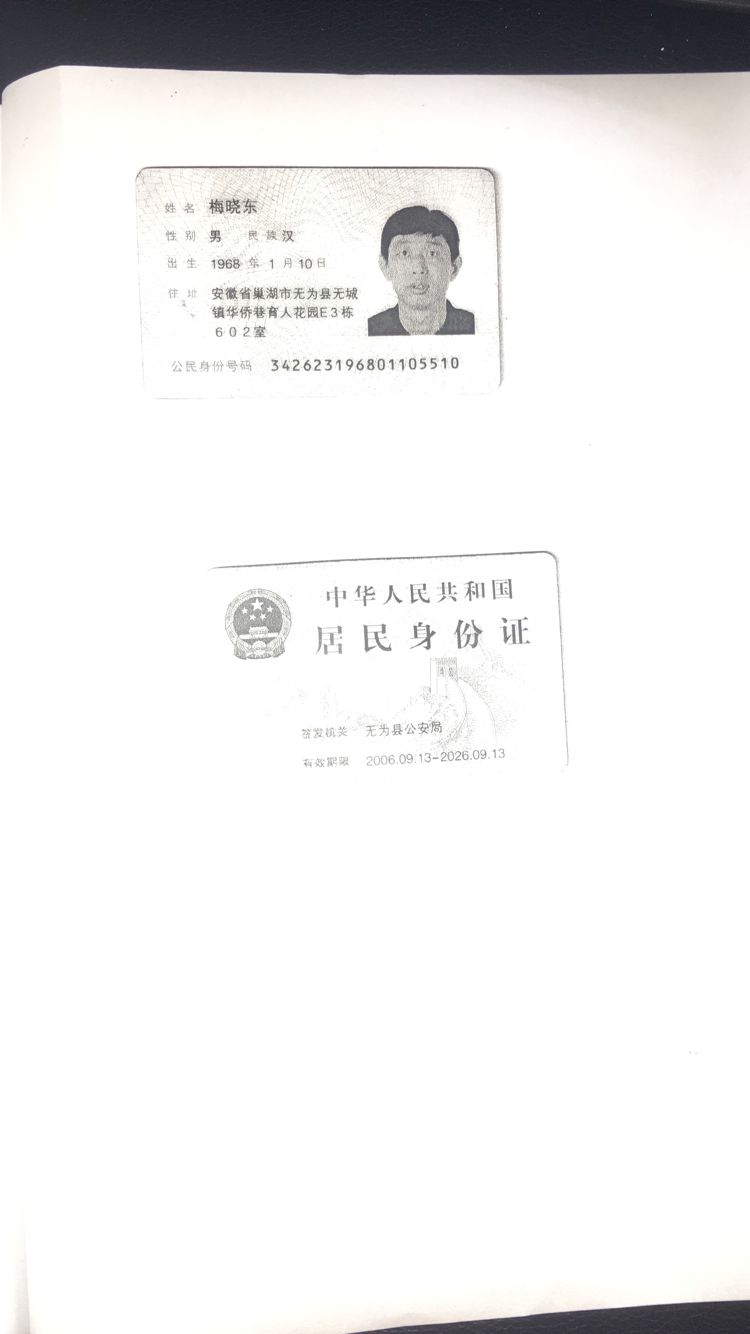 姓名 梅晓东
性别 男 民族 汉
出生 1968 年 1 月 10 日
住址 安徽省巢湖市无为县无城
镇华侨巷育人花园E3栋
602室
公民身份号码 342623196801105510
中华人民共和国
居民身份证
签发机关 无为县公安局
有效期限 2006.09.13-2026.09.13